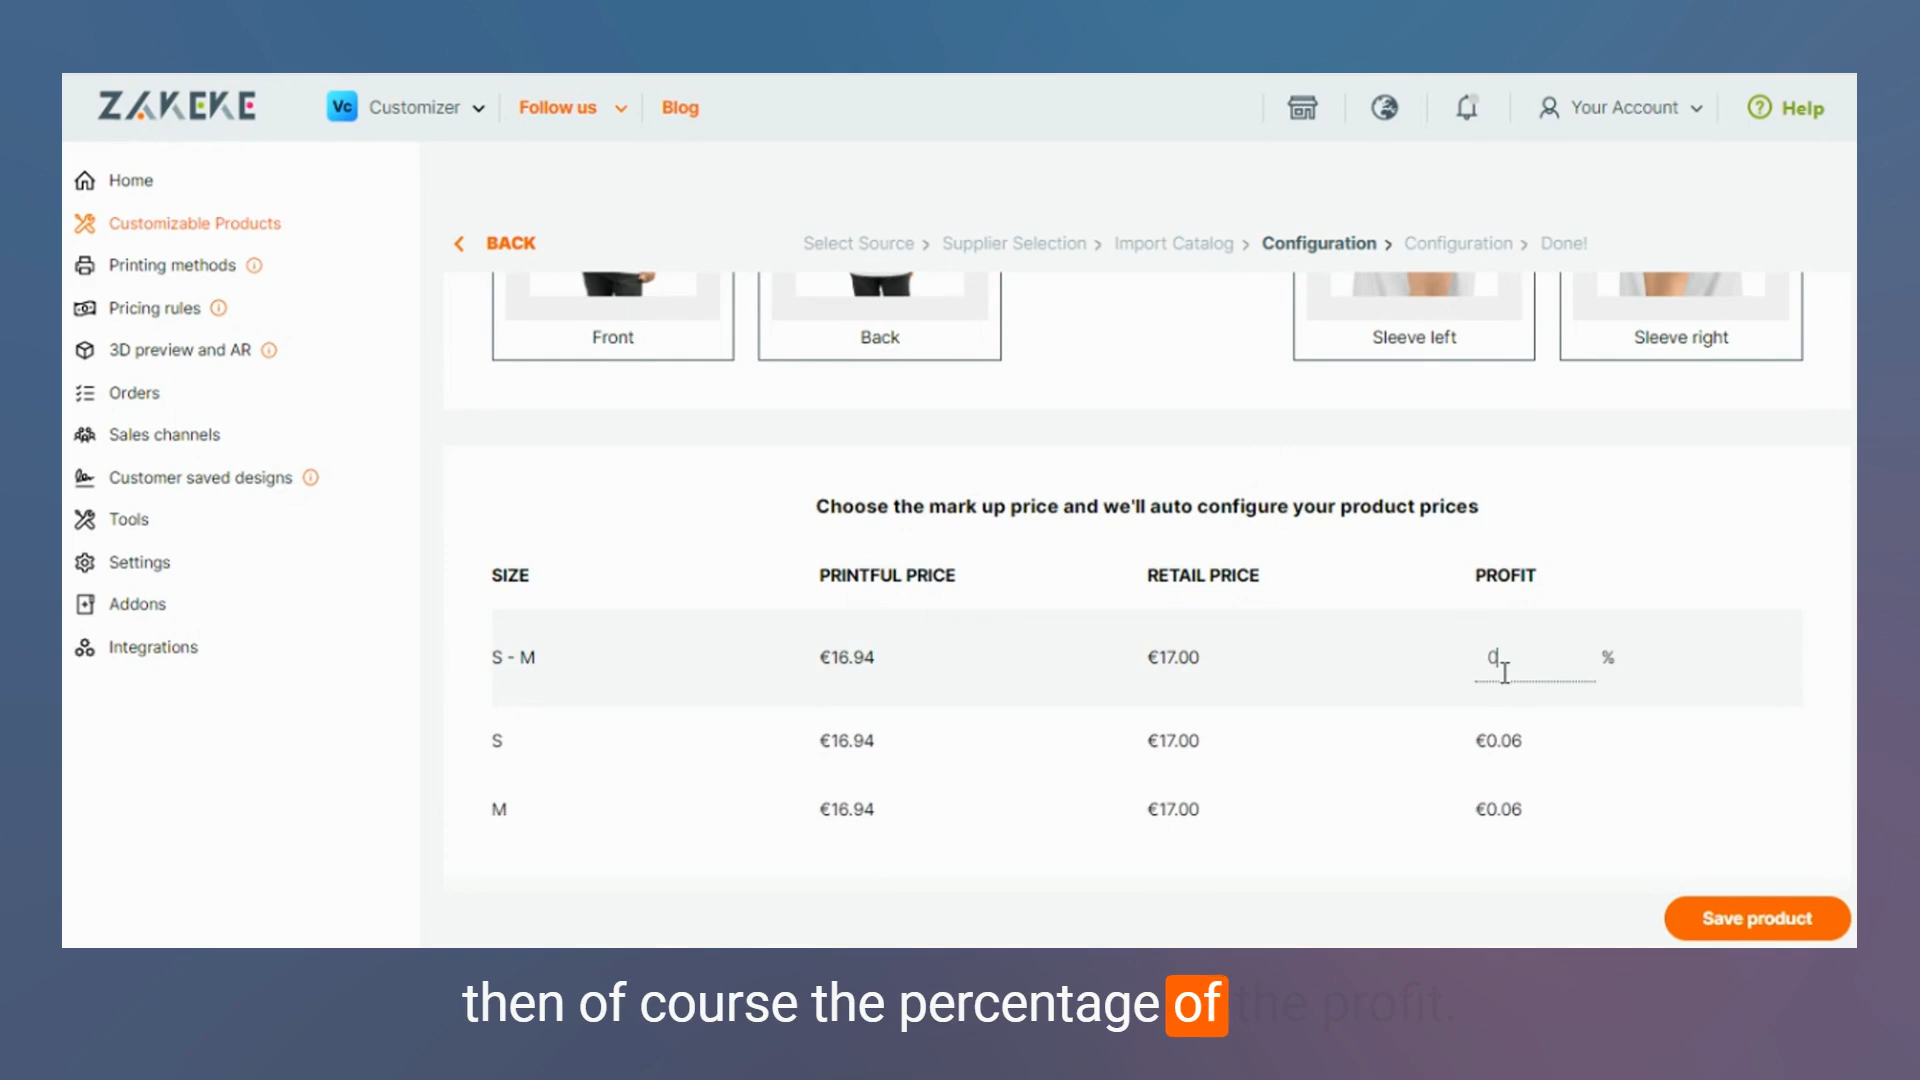 ZAKEKE
Vc Customizer
Follow us
Blog
Your Account
? Help
Home
Customizable Products
Printing methods
Pricing rules
3D preview and AR
Orders
Sales channels
Customer saved designs
Tools
Settings
Addons
Integrations
BACK
Select Source > Supplier Selection > Import Catalog > Configuration > Configuration > Done!
Front
Back
Sleeve left
Sleeve right
Choose the mark up price and we'll auto configure your product prices
SIZE PRINTFUL PRICE RETAIL PRICE PROFIT
S - M €16.94 €17.00 %
S €16.94 €17.00 €0.06
M €16.94 €17.00 €0.06
Save product
then of course the percentage of the profit.